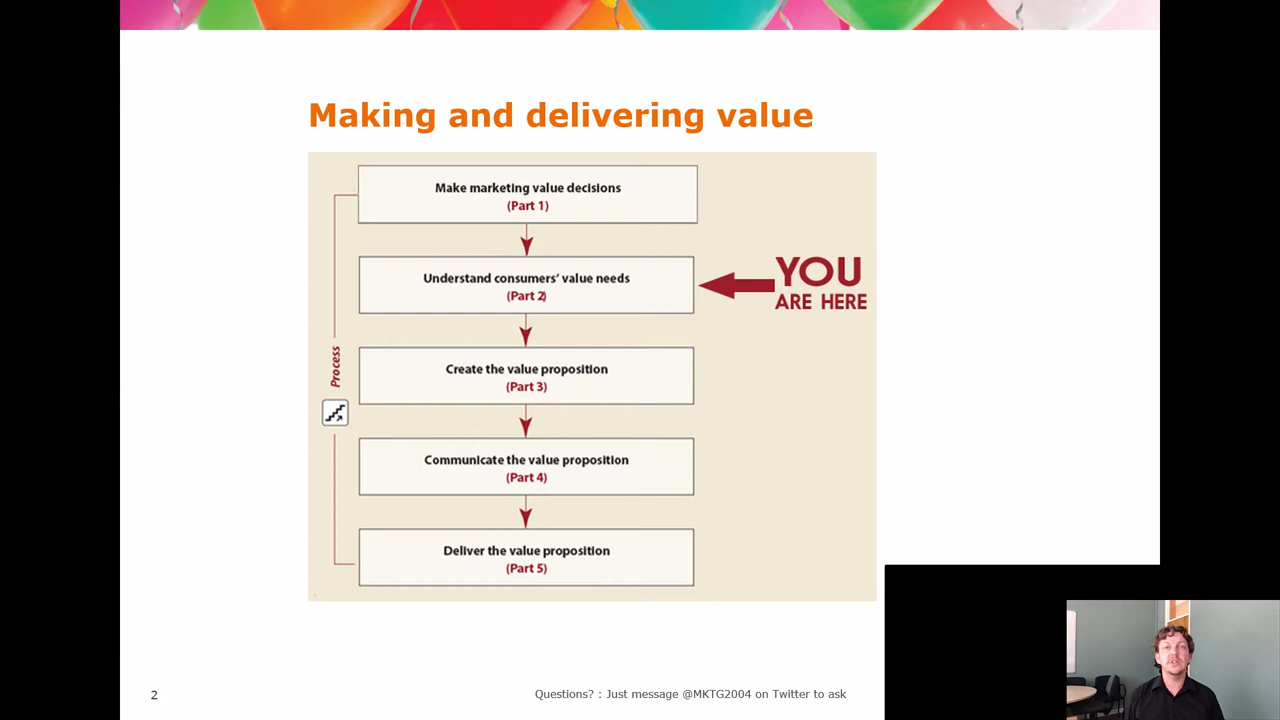 Making and delivering value
Make marketing value decisions
(Part 1)
Understand consumers' value needs
(Part 2)
YOU
ARE HERE
Create the value proposition
(Part 3)
Process
Communicate the value proposition
(Part 4)
Deliver the value proposition
(Part 5)
2
Questions? : Just message @MKTG2004 on Twitter to ask